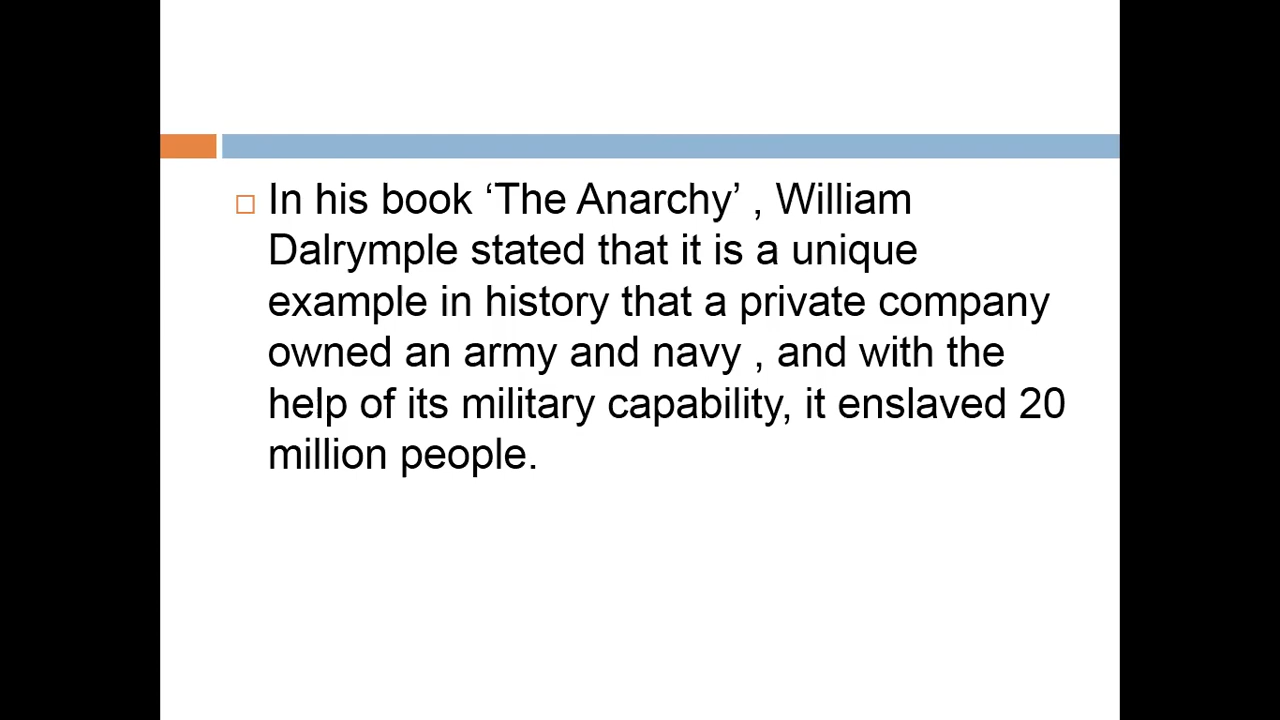 In his book ‘The Anarchy’ , William
Dalrymple stated that it is a unique
example in history that a private company
owned an army and navy , and with the
help of its military capability, it enslaved 20
million people.